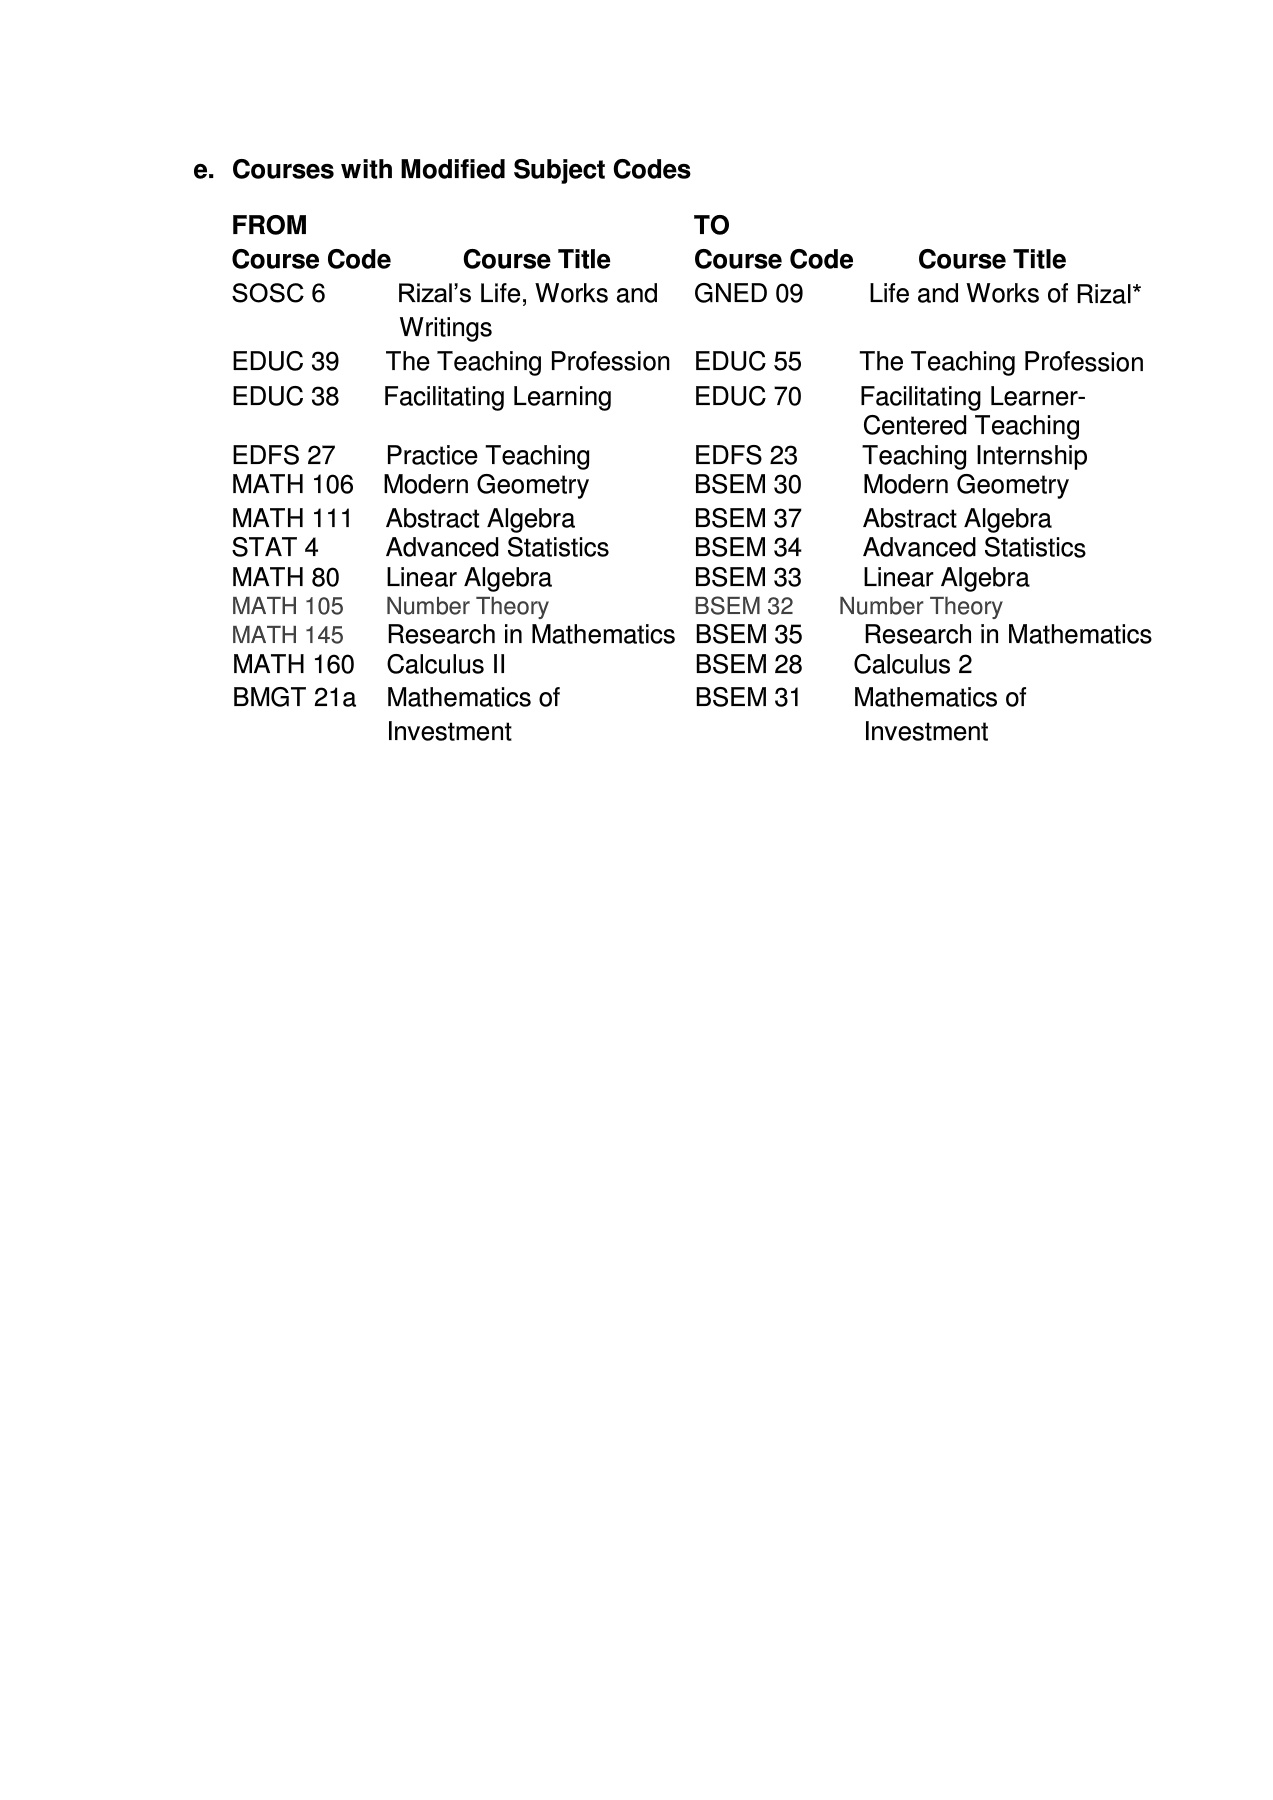 e. Courses with Modified Subject Codes
FROM TO
Course Code Course Title Course Code Course Title
SOSC 6 Rizal’s Life, Works and GNED 09 Life and Works of Rizal*
Writings
EDUC 39 The Teaching Profession EDUC 55 The Teaching Profession
EDUC 38 Facilitating Learning EDUC 70 Facilitating Learner-
Centered Teaching
EDFS 27 Practice Teaching EDFS 23 Teaching Internship
MATH 106 Modern Geometry BSEM 30 Modern Geometry
MATH 111 Abstract Algebra BSEM 37 Abstract Algebra
STAT 4 Advanced Statistics BSEM 34 Advanced Statistics
MATH 80 Linear Algebra BSEM 33 Linear Algebra
MATH 105 Number Theory BSEM 32 Number Theory
MATH 145 Research in Mathematics BSEM 35 Research in Mathematics
MATH 160 Calculus II BSEM 28 Calculus 2
BMGT 21a Mathematics of BSEM 31 Mathematics of
Investment Investment